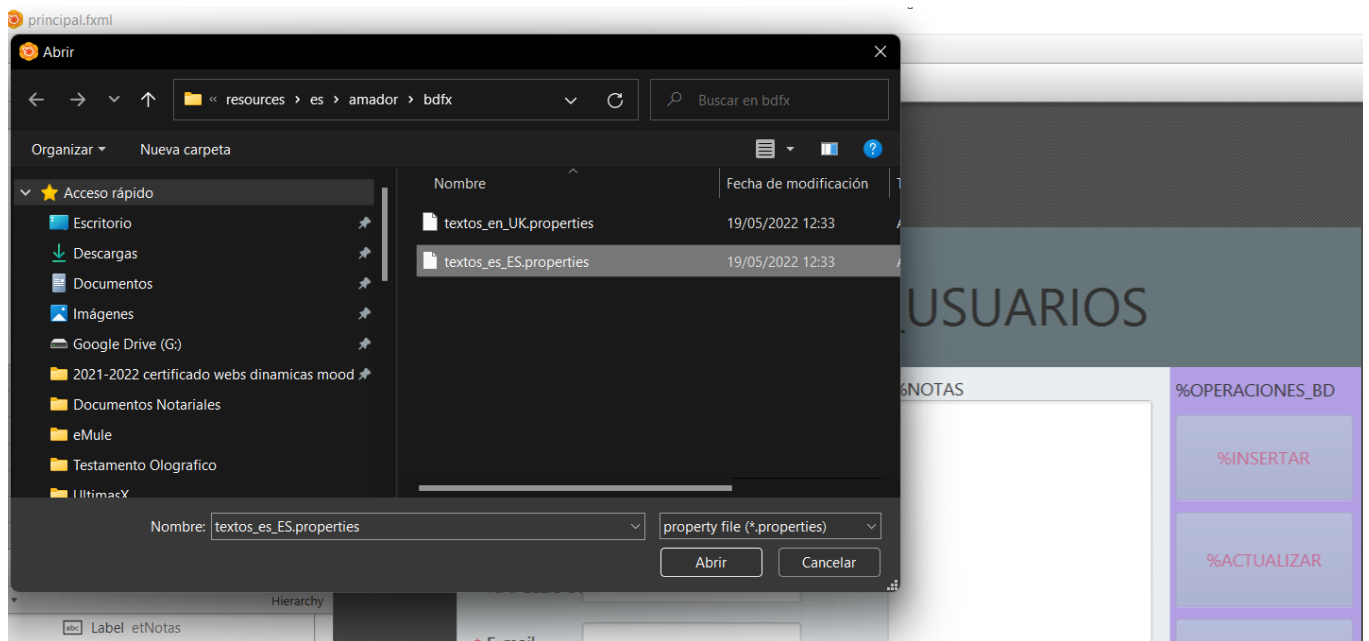 principal.fxml
Abrir
« resources › es › amador › bdfx
Buscar en bdfx
Organizar
Nueva carpeta
Nombre
Fecha de modificación
Acceso rápido
Escritorio
Descargas
Documentos
Imágenes
Google Drive (G:)
2021-2022 certificado webs dinamicas mood
Documentos Notariales
eMule
Testamento Olografico
UltimasX
textos_en_UK.properties 19/05/2022 12:33
textos_es_ES.properties 19/05/2022 12:33
Nombre: textos_es_ES.properties
property file (*.properties)
Abrir
Cancelar
_USUARIOS
%NOTAS
%OPERACIONES_BD
%INSERTAR
%ACTUALIZAR
Hierarchy
abc Label etNotas
* E-mail